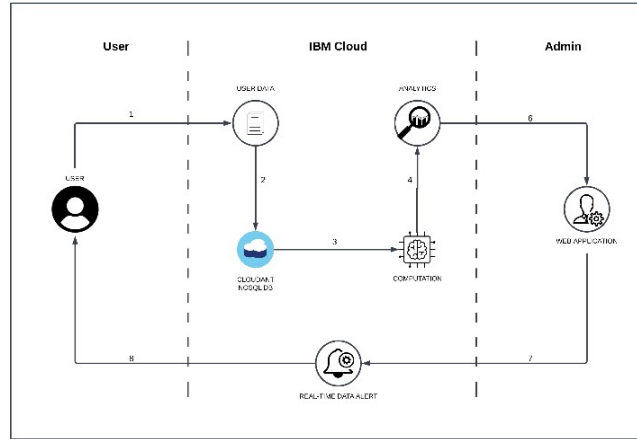 User
IBM Cloud
Admin
USER DATA
ANALYTICS
1
6
USER
2
4
WEB APPLICATION
3
CLOUDANT
NOSQL DB
COMPUTATION
8
7
REAL-TIME DATA ALERT